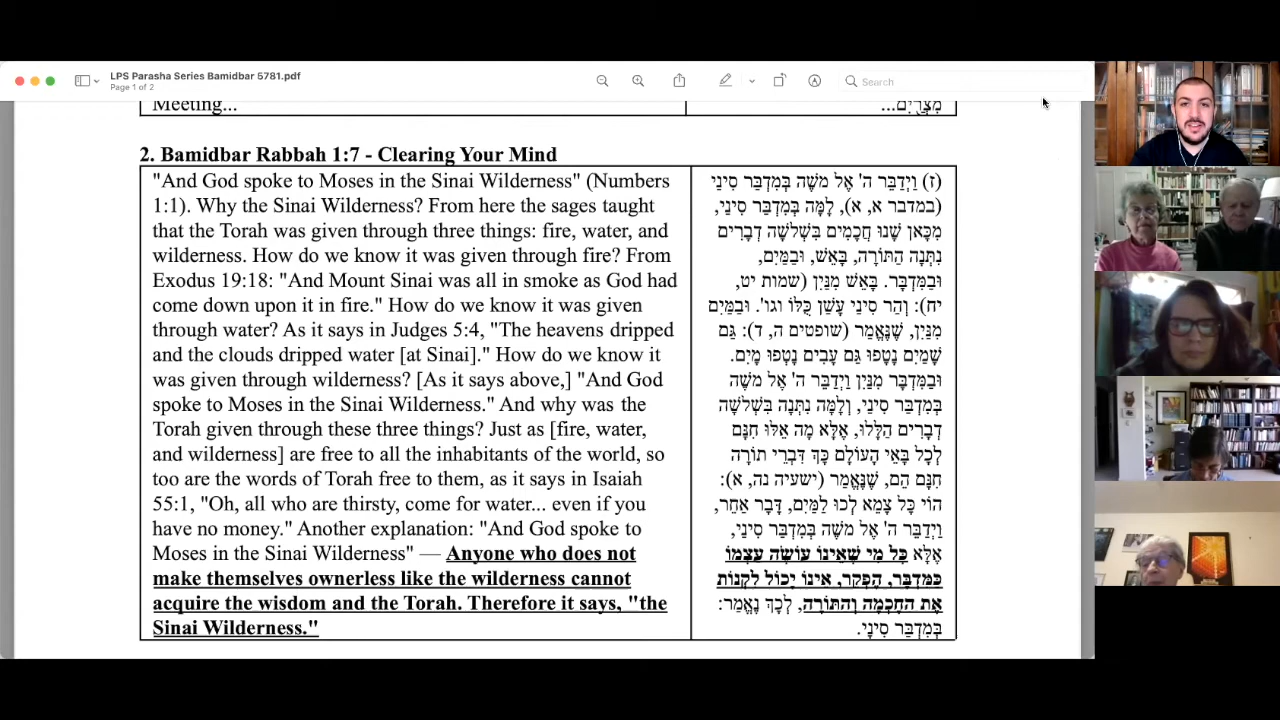 LPS Parasha Series Bamidbar 5781.pdf
Page 1 of 2
Search
Meeting...
מִצְרַיִם...
2. Bamidbar Rabbah 1:7 - Clearing Your Mind
"And God spoke to Moses in the Sinai Wilderness" (Numbers
1:1). Why the Sinai Wilderness? From here the sages taught
that the Torah was given through three things: fire, water, and
wilderness. How do we know it was given through fire? From
Exodus 19:18: "And Mount Sinai was all in smoke as God had
come down upon it in fire." How do we know it was given
through water? As it says in Judges 5:4, "The heavens dripped
and the clouds dripped water [at Sinai]." How do we know it
was given through wilderness? [As it says above,] "And God
spoke to Moses in the Sinai Wilderness." And why was the
Torah given through these three things? Just as [fire, water,
and wilderness] are free to all the inhabitants of the world, so
too are the words of Torah free to them, as it says in Isaiah
55:1, "Oh, all who are thirsty, come for water... even if you
have no money." Another explanation: "And God spoke to
Moses in the Sinai Wilderness" — Anyone who does not
make themselves ownerless like the wilderness cannot
acquire the wisdom and the Torah. Therefore it says, "the
Sinai Wilderness."
(ז) וַיְדַבֵּר ה' אֶל משֶׁה בְּמִדְבַּר סִינַי
(במדבר א, א), לָמָּה בְּמִדְבַּר סִינַי,
מִכָּאן שָׁנוּ חֲכָמִים בִּשְׁלשָׁה דְבָרִים
נִתְּנָה הַתּוֹרָה, בָּאֵשׁ, וּבַמַּיִם,
וּבַמִּדְבָּר. בָּאֵשׁ מִנַּיִן (שמות יט,
יח): וְהַר סִינַי עָשַׁן כֻּלּוֹ וגו'. וּבַמַּיִם
מִנַּיִן, שֶׁנֶּאֱמַר (שופטים ה, ד): גַּם
שָׁמַיִם נָטָפוּ גַּם עָבִים נָטְפוּ מָיִם.
וּבַמִּדְבָּר מִנַּיִן וַיְדַבֵּר ה' אֶל משֶׁה
בְּמִדְבַּר סִינַי, וְלָמָּה נִתְּנָה בִּשְׁלשָׁה
דְבָרִים הַלָּלוּ, אֶלָּא מָה אֵלּוּ חִנָּם
לְכָל בָּאֵי הָעוֹלָם כָּךְ דִּבְרֵי תוֹרָה
חִנָּם הֵם, שֶׁנֶּאֱמַר (ישעיה נה, א):
הוֹי כָּל צָמֵא לְכוּ לַמַּיִם, דָּבָר אַחֵר,
וַיְדַבֵּר ה' אֶל משֶׁה בְּמִדְבַּר סִינַי,
אֶלָּא כָּל מִי שֶׁאֵינוֹ עוֹשֶׂה עַצְמוֹ
כַּמִּדְבָּר, הֶפְקֵר, אֵינוֹ יָכוֹל לִקְנוֹת
אֶת הַחָכְמָה וְהַתּוֹרָה, לְכָךְ נֶאֱמַר:
בְּמִדְבַּר סִינָי.